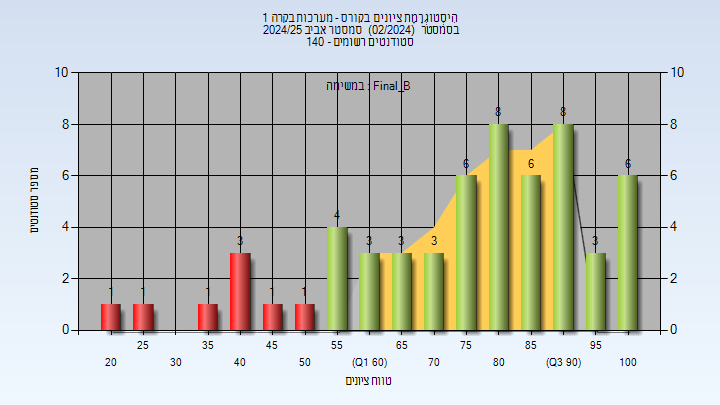 היסטוגרמת ציונים בקורס - מערכות בקרה 1
בסמסטר (02/2024) סמסטר אביב 2024/25
סטודנטים רשומים - 140
במשימה : Final_B
10 10
8 8
6 6
4 4
2 2
0 0
מספר סטודנטים
1 1 1 3 1 1 4 3 3 3 6 8 6 8 3 6
25 35 45 55 65 75 85 95
20 30 40 50 (Q1 60) 70 80 (Q3 90) 100
טווח ציונים